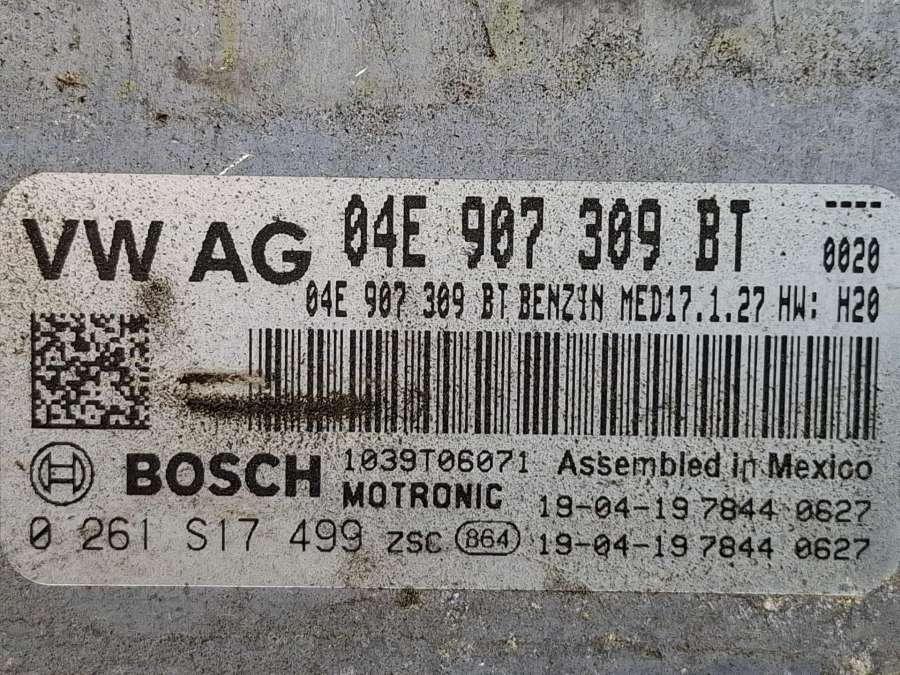 VW AG 04E 907 309 BT ----
0020
04E 907 309 BT BENZIN MED17.1.27 HW: H20
BOSCH 1039T06071 Assembled in Mexico
MOTRONIC 19-04-19 7844 0627
0 261 S17 499 ZSC 864 19-04-19 7844 0627